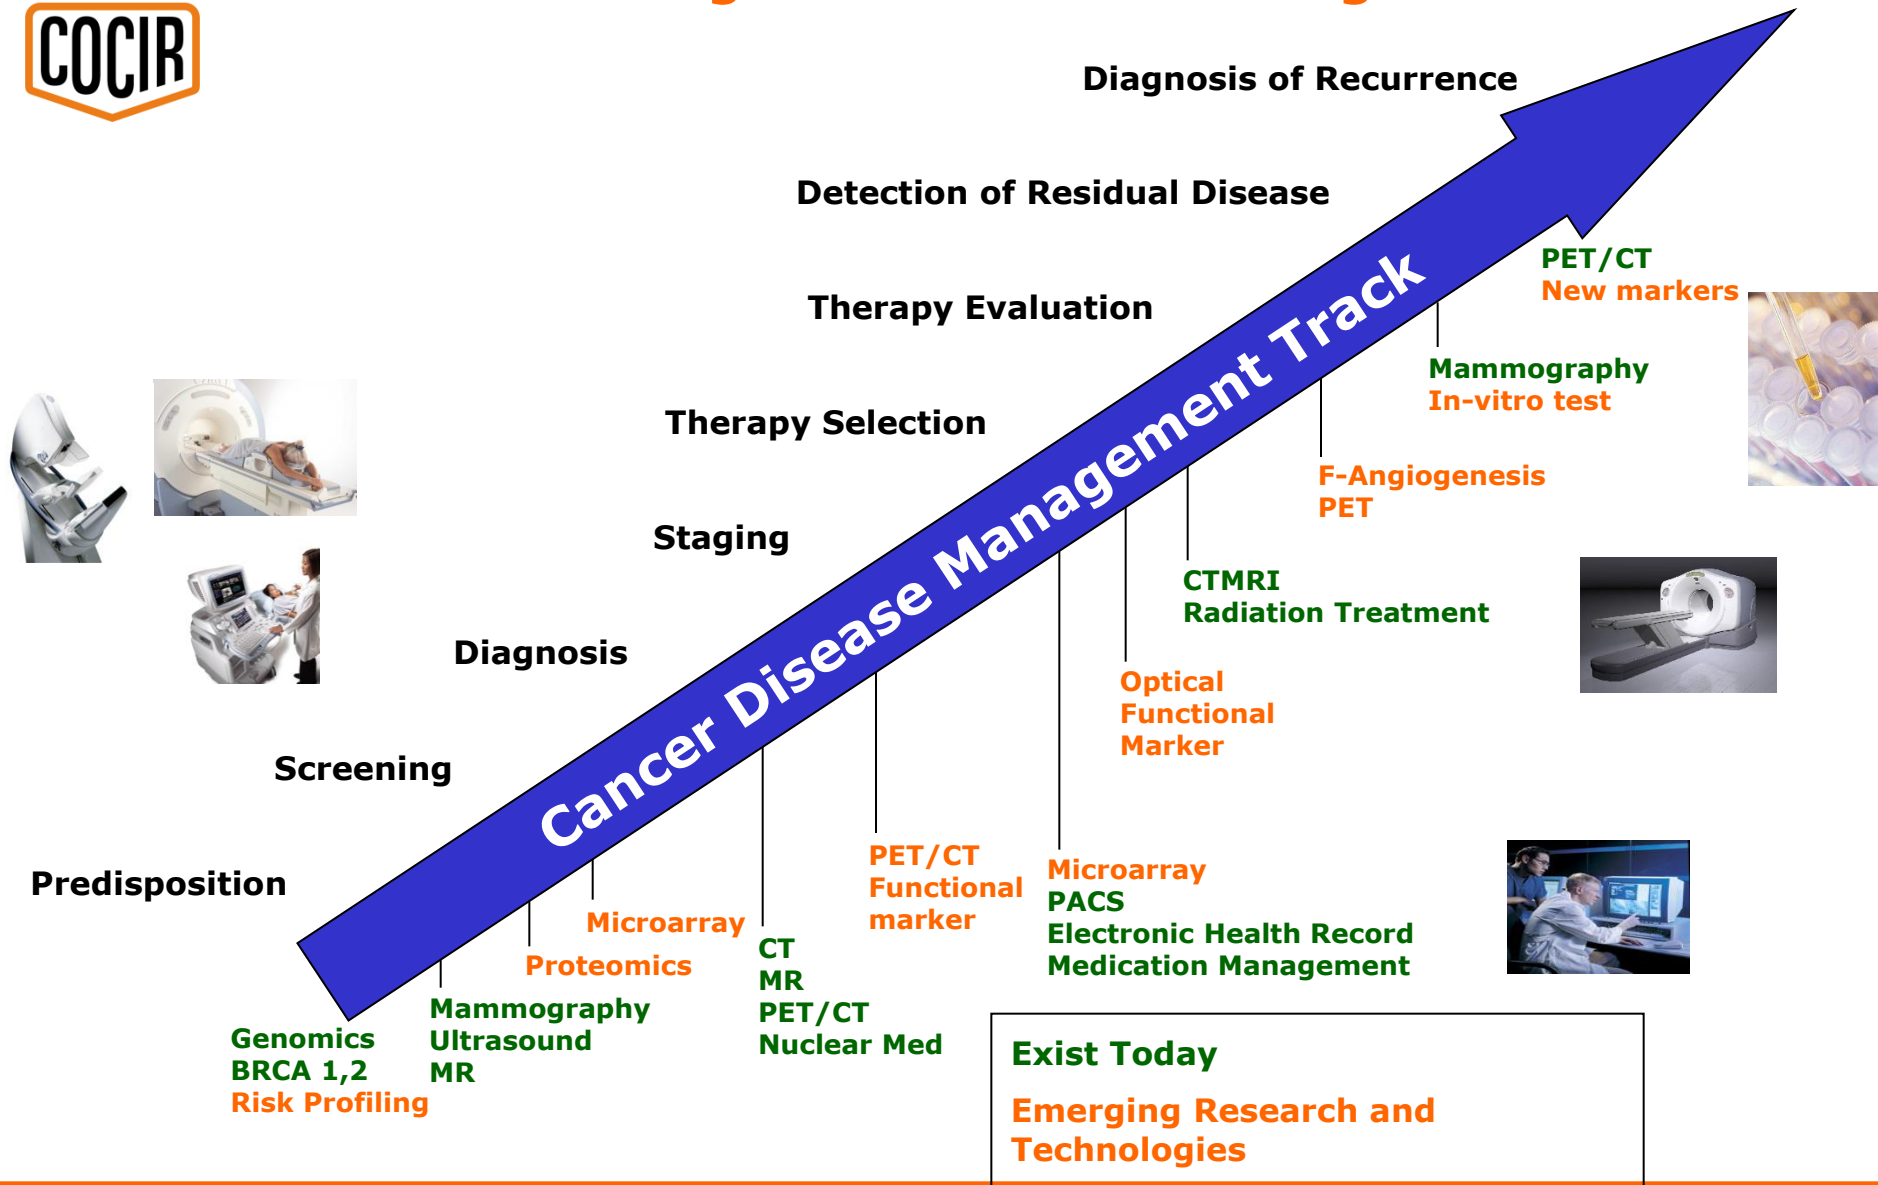 COCIR
Diagnosis of Recurrence
Detection of Residual Disease
Therapy Evaluation
Therapy Selection
Staging
Diagnosis
Screening
Predisposition
Cancer Disease Management Track
PET/CT
New markers
Mammography
In-vitro test
F-Angiogenesis
PET
CTMRI
Radiation Treatment
Optical
Functional
Marker
Microarray
PACS
Electronic Health Record
Medication Management
PET/CT
Functional
marker
CT
MR
PET/CT
Nuclear Med
Microarray
Proteomics
Mammography
Ultrasound
MR
Genomics
BRCA 1,2
Risk Profiling
Exist Today
Emerging Research and
Technologies